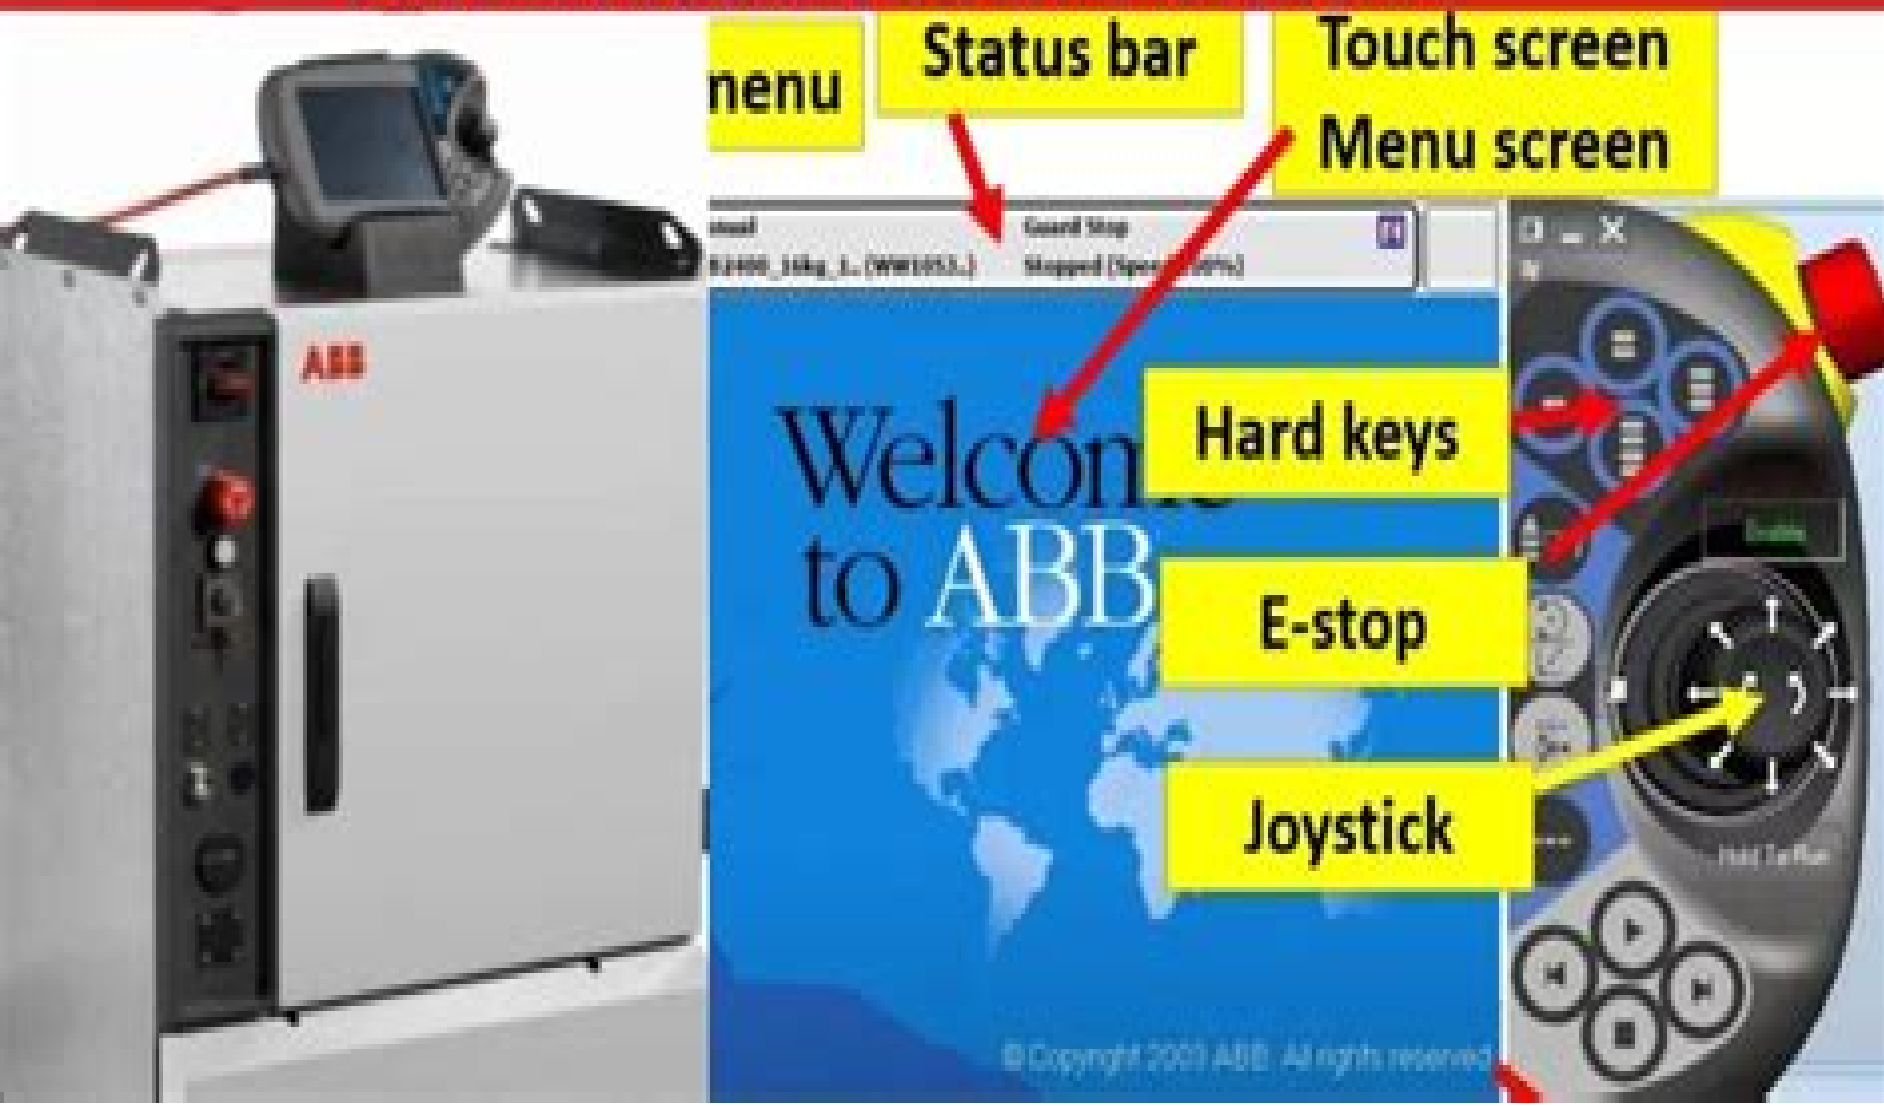 ABB
menu
Status bar
Touch screen
Menu screen
Guard Stop
Welcome
to ABB
Hard keys
E-stop
Enable
Joystick
Hold To Run
© Copyright 2003 ABB All rights reserved